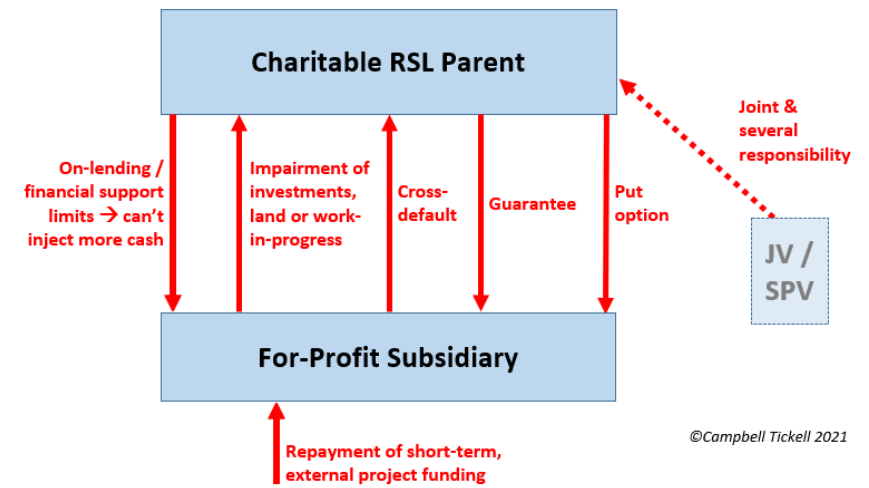 Charitable RSL Parent
On-lending /
financial support
limits → can't
inject more cash
Impairment of
investments,
land or work-
in-progress
Cross-
default
Guarantee
Put
option
Joint &
several
responsibility
JV /
SPV
For-Profit Subsidiary
Repayment of short-term,
external project funding
©Campbell Tickell 2021